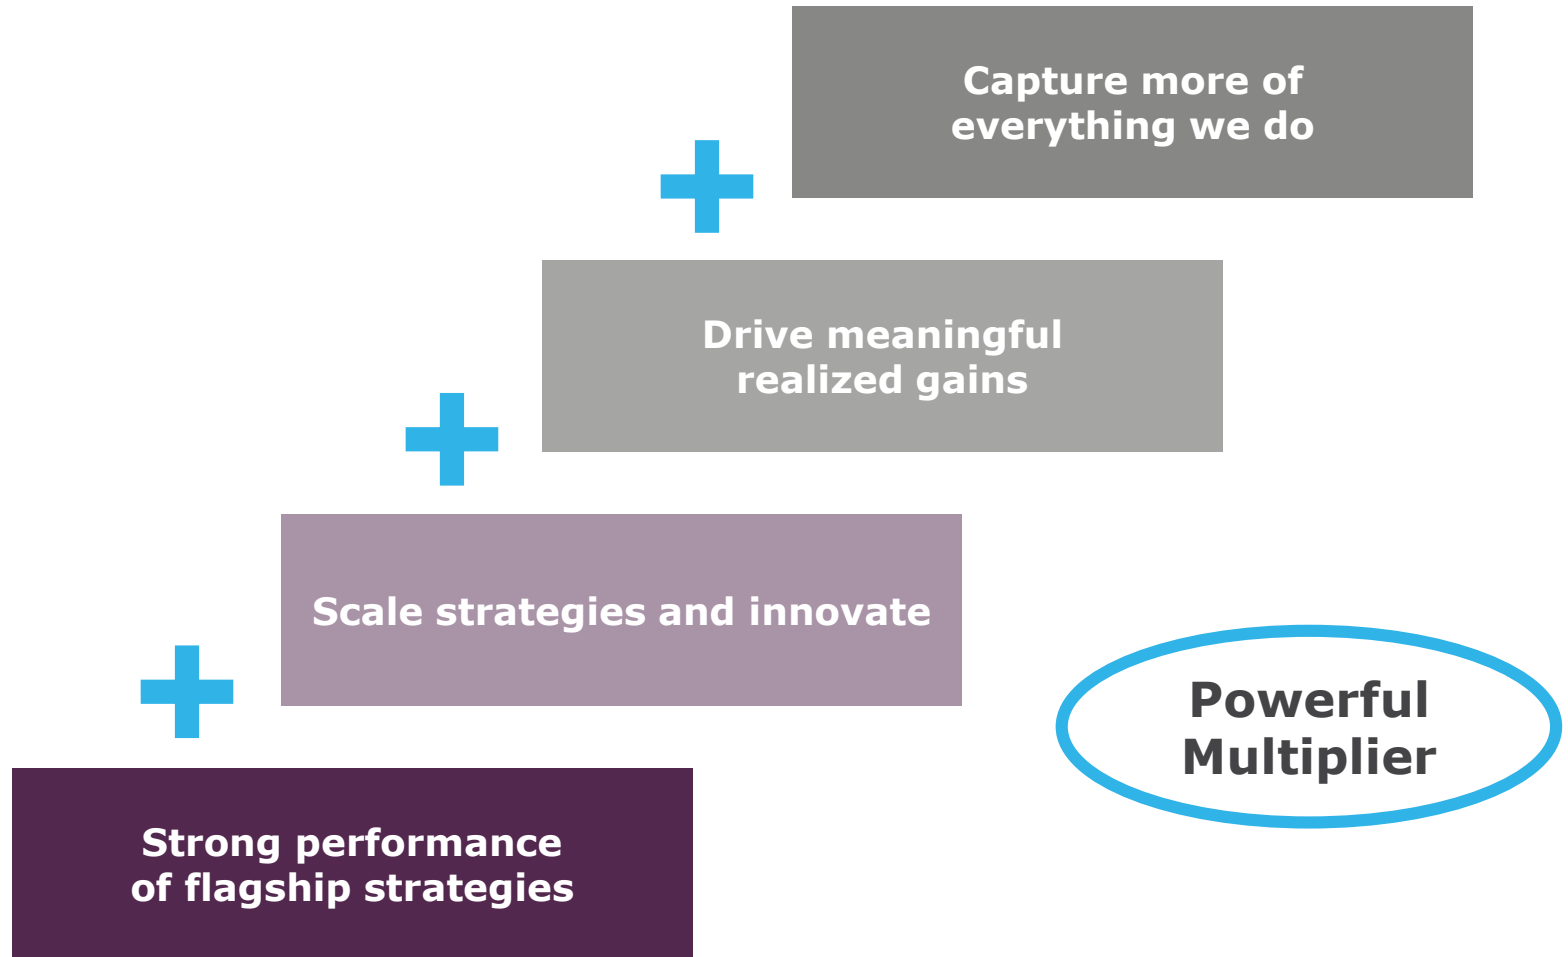 Capture more of
everything we do
Drive meaningful
realized gains
Scale strategies and innovate
Powerful
Multiplier
Strong performance
of flagship strategies